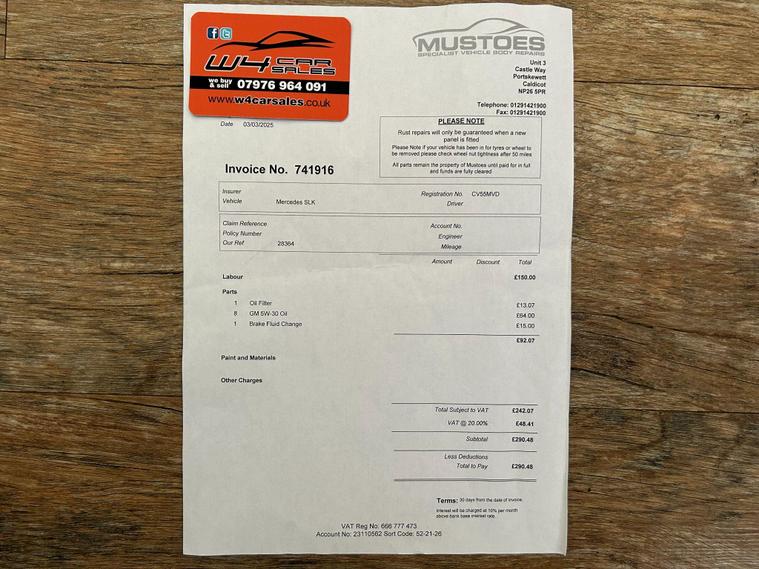 W4 CAR
SALES
we buy
& sell
07976 964 091
www.w4carsales.co.uk
MUSTOES
SPECIALIST VEHICLE BODY REPAIRS
Unit 3
Castle Way
Portskewett
Caldicot
NP26 5PR
Telephone: 01291421900
Fax: 01291421900
Date 03/03/2025
PLEASE NOTE
Rust repairs will only be guaranteed when a new
panel is fitted
Please Note if your vehicle has been in for tyres or wheel to
be removed please check wheel nut tightness after 50 miles
All parts remain the property of Mustoes until paid for in full
and funds are fully cleared
Invoice No. 741916
Insurer
Registration No. CV55MVD
Vehicle Mercedes SLK
Driver
Claim Reference
Account No.
Policy Number
Engineer
Our Ref 28364
Mileage
Amount Discount Total
Labour £150.00
Parts
1 Oil Filter £13.07
8 GM 5W-30 Oil £64.00
1 Brake Fluid Change £15.00
£92.07
Paint and Materials
Other Charges
Total Subject to VAT £242.07
VAT @ 20.00% £48.41
Subtotal £290.48
Less Deductions
Total to Pay £290.48
Terms: 30 days from the date of invoice.
Interest will be charged at 10% per month
above bank base interest rate.
VAT Reg No: 666 777 473
Account No: 23110562 Sort Code: 52-21-26